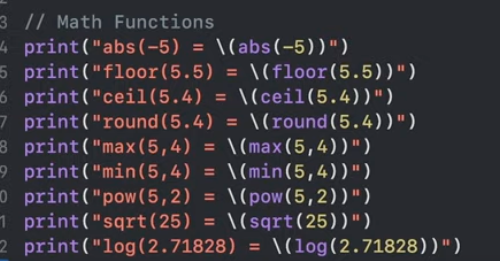 3 // Math Functions
4 print("abs(-5) = \(abs(-5))")
5 print("floor(5.5) = \(floor(5.5))")
6 print("ceil(5.4) = \(ceil(5.4))")
7 print("round(5.4) = \(round(5.4))")
8 print("max(5,4) = \(max(5,4))")
9 print("min(5,4) = \(min(5,4))")
0 print("pow(5,2) = \(pow(5,2))")
1 print("sqrt(25) = \(sqrt(25))")
2 print("log(2.71828) = \(log(2.71828))")